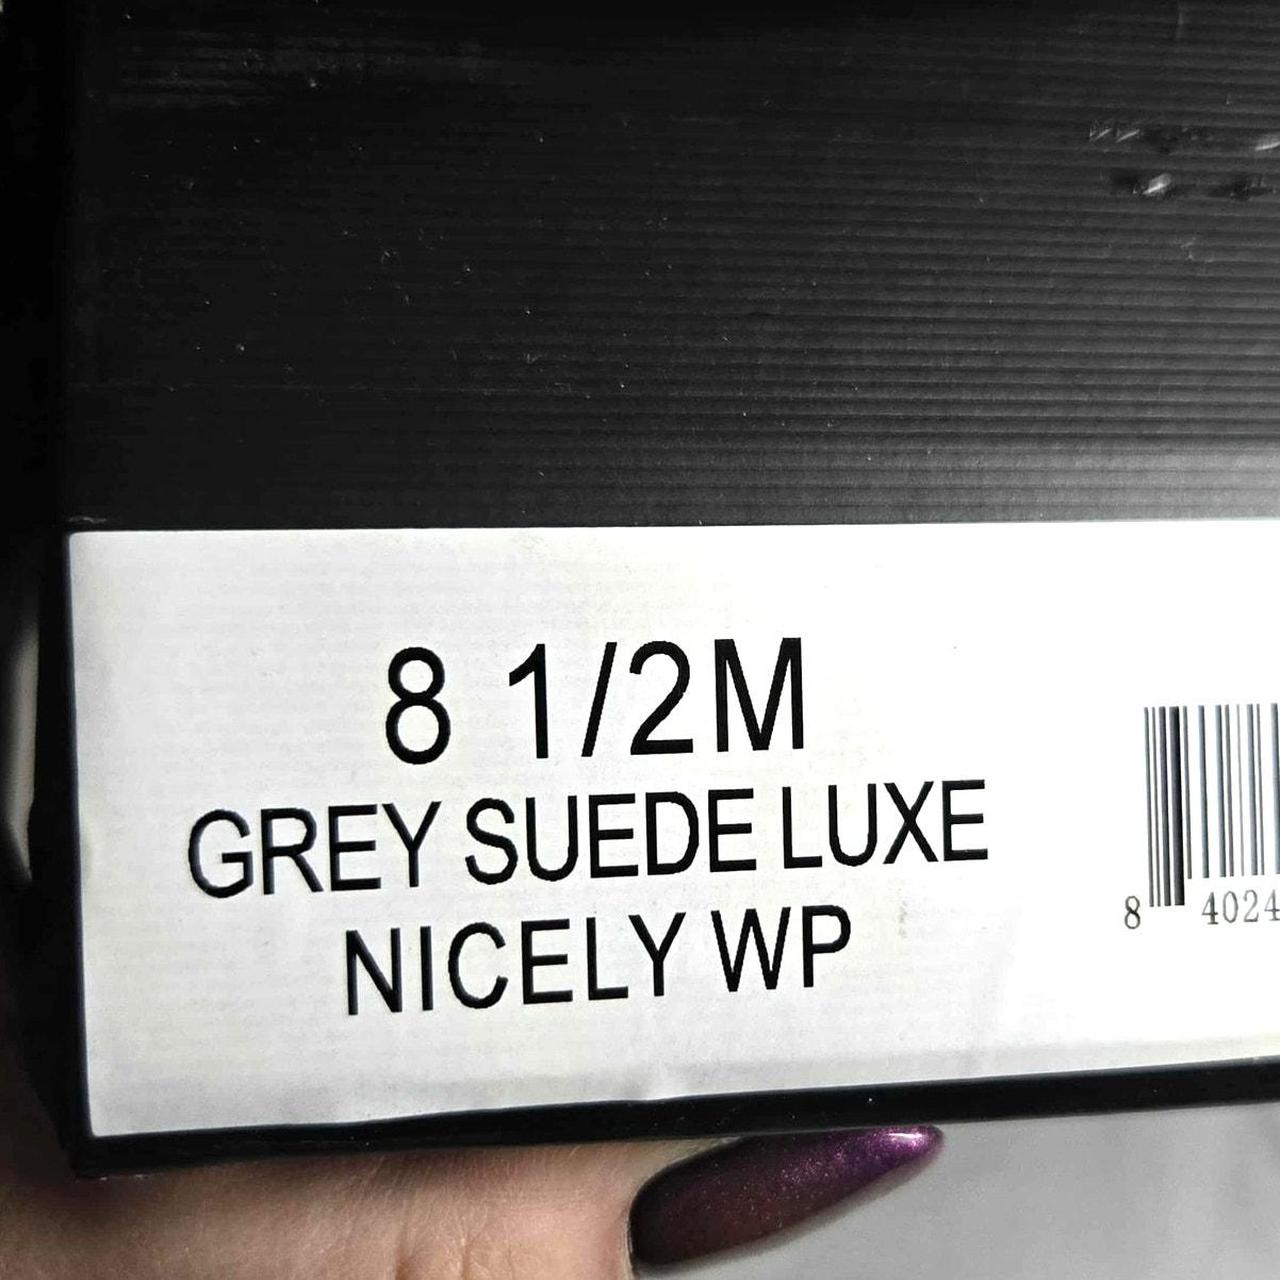 8 1/2M
GREY SUEDE LUXE
NICELY WP
8 4024